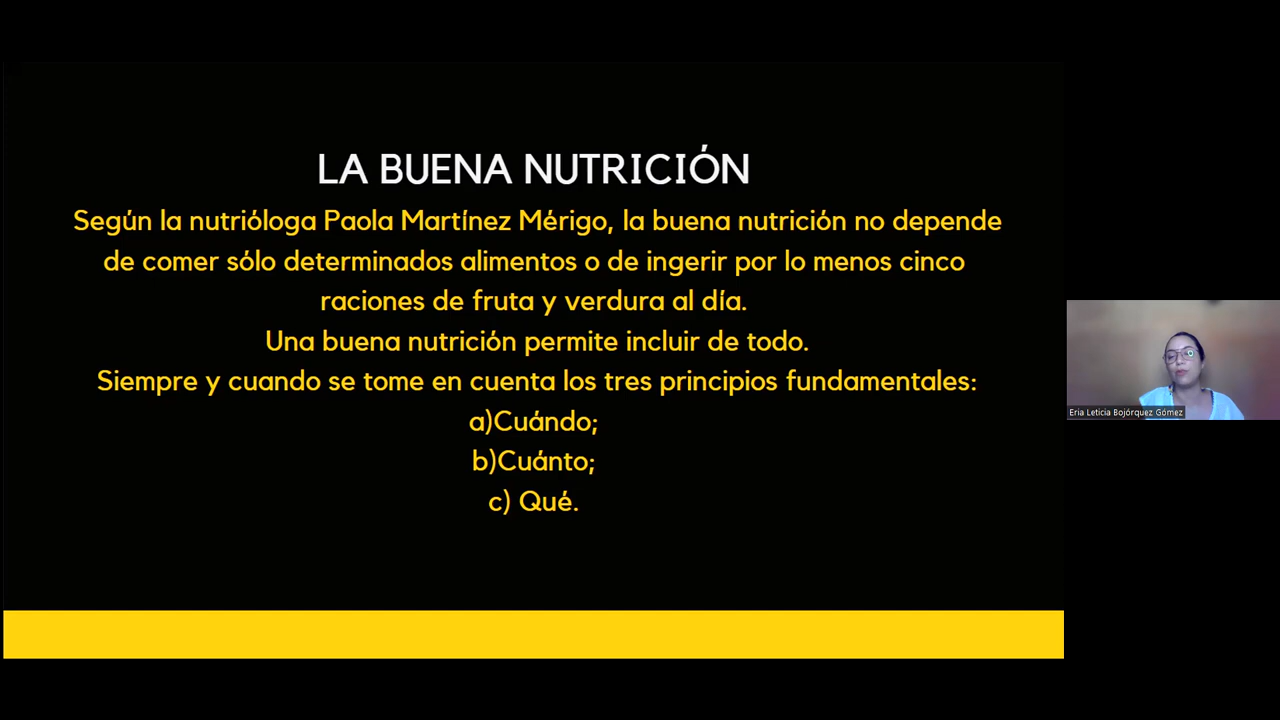 LA BUENA NUTRICIÓN
Según la nutrióloga Paola Martínez Mérigo, la buena nutrición no depende
de comer sólo determinados alimentos o de ingerir por lo menos cinco
raciones de fruta y verdura al día.
Una buena nutrición permite incluir de todo.
Siempre y cuando se tome en cuenta los tres principios fundamentales:
a)Cuándo;
b)Cuánto;
c) Qué.
Eria Leticia Bojórquez Gómez